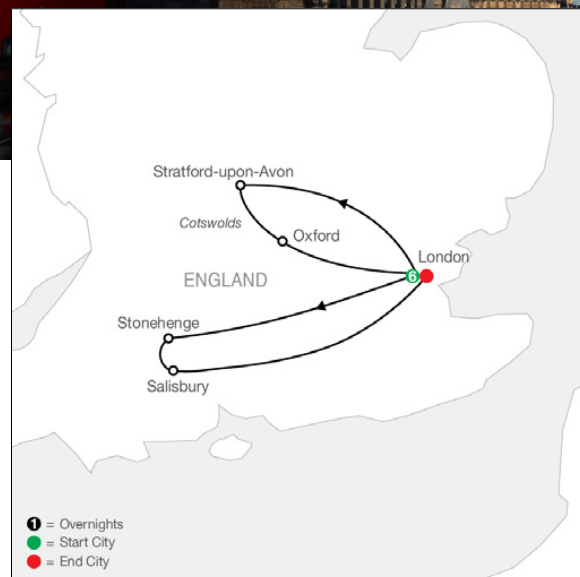 Stratford-upon-Avon
Cotswolds
Oxford
London
6
ENGLAND
Stonehenge
Salisbury
1 = Overnights
= Start City
= End City